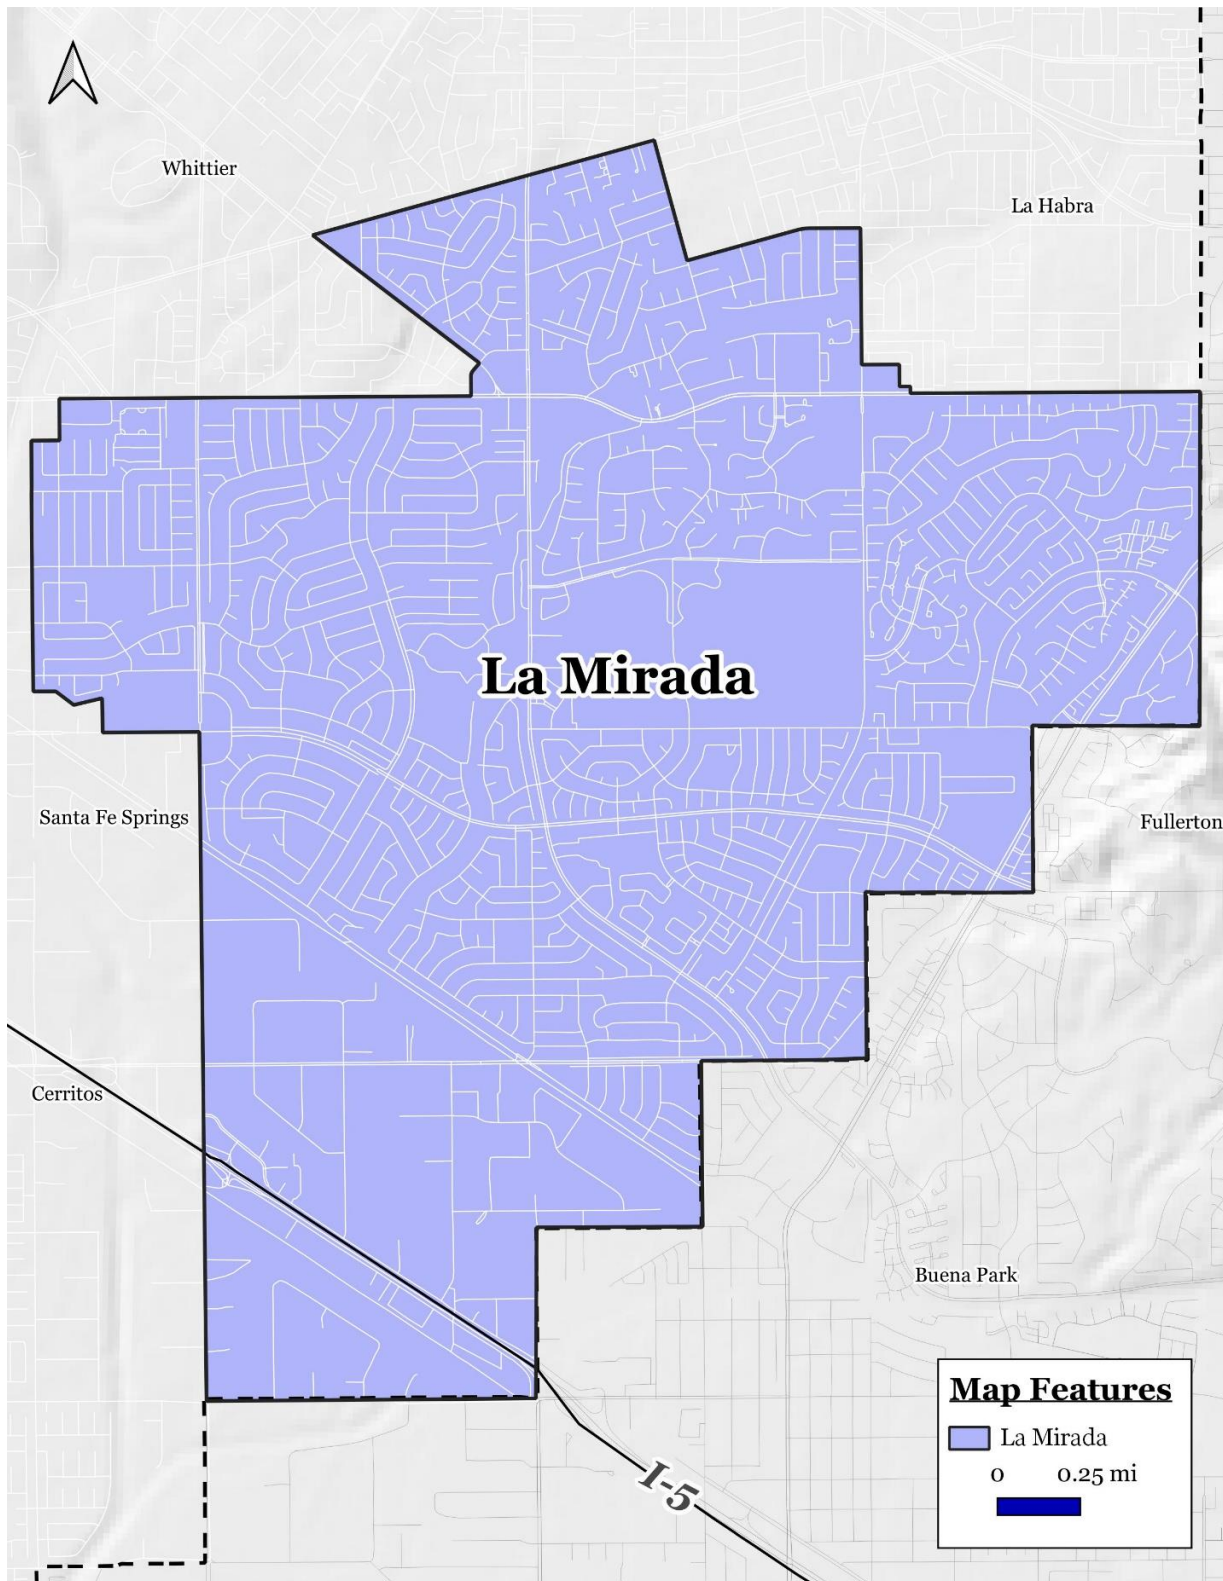 Whittier
La Habra
La Mirada
Santa Fe Springs
Fullerton
Cerritos
Buena Park
I-5
Map Features
La Mirada
0 0.25 mi